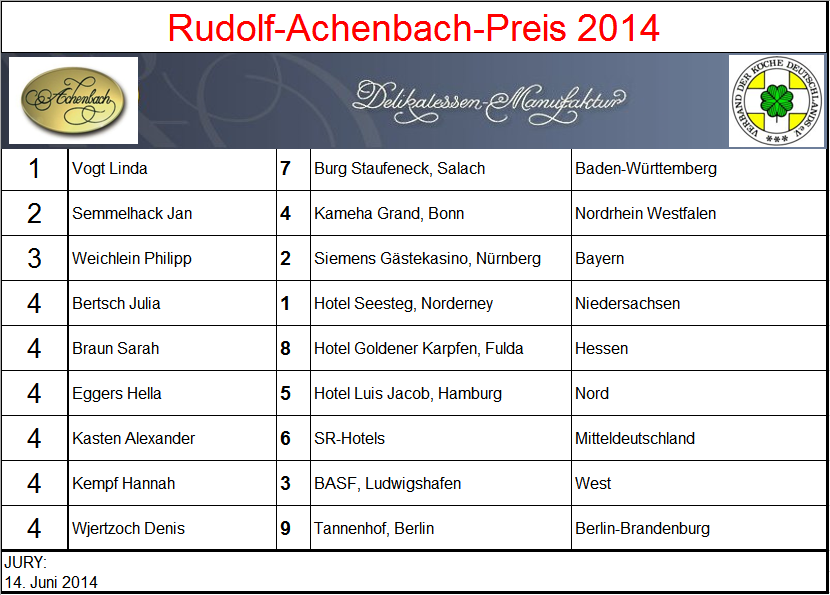 Rudolf-Achenbach-Preis 2014
Achenbach
Delikatessen-Manufaktur
VERBAND DER KÖCHE DEUTSCHLANDS e.V.
1 Vogt Linda 7 Burg Staufeneck, Salach Baden-Württemberg
2 Semmelhack Jan 4 Kameha Grand, Bonn Nordrhein Westfalen
3 Weichlein Philipp 2 Siemens Gästekasino, Nürnberg Bayern
4 Bertsch Julia 1 Hotel Seesteg, Norderney Niedersachsen
4 Braun Sarah 8 Hotel Goldener Karpfen, Fulda Hessen
4 Eggers Hella 5 Hotel Luis Jacob, Hamburg Nord
4 Kasten Alexander 6 SR-Hotels Mitteldeutschland
4 Kempf Hannah 3 BASF, Ludwigshafen West
4 Wjertzoch Denis 9 Tannenhof, Berlin Berlin-Brandenburg
JURY:
14. Juni 2014